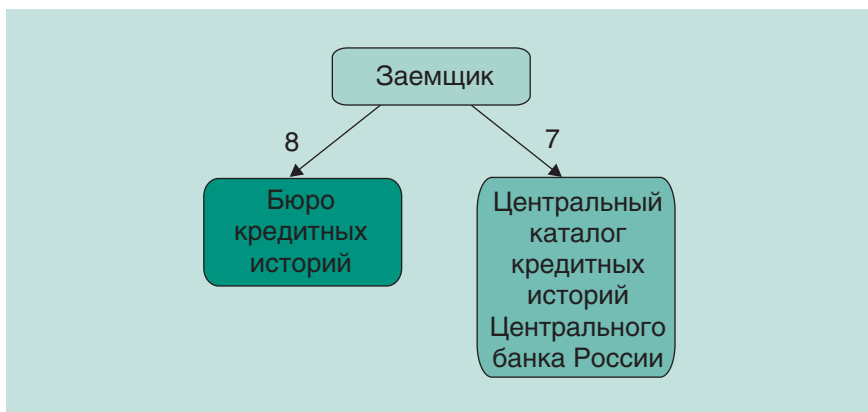 Заемщик
8
7
Бюро
кредитных
историй
Центральный
каталог
кредитных
историй
Центрального
банка России